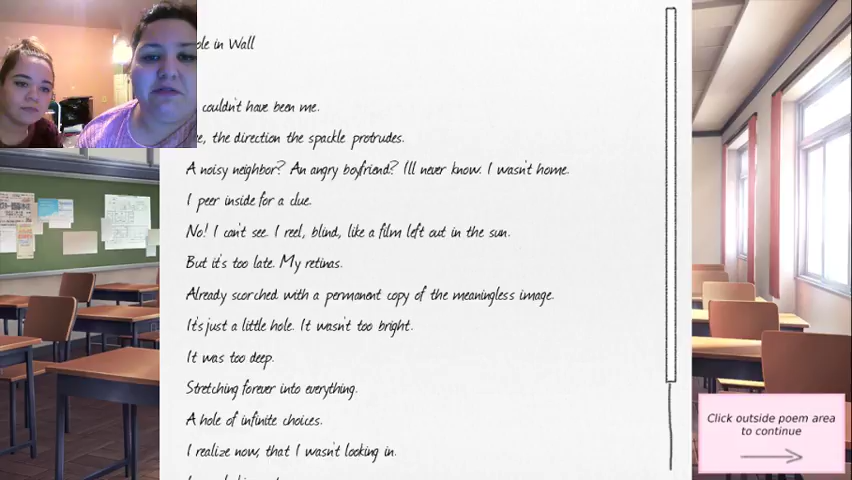 ole in Wall
couldn't have been me.
e, the direction the spackle protrudes.
A noisy neighbor? An angry boyfriend? I'll never know. I wasn't home.
I peer inside for a clue.
No! I can't see. I reel, blind, like a film left out in the sun.
But it's too late. My retinas.
Already scorched with a permanent copy of the meaningless image.
It's just a little hole. It wasn't too bright.
It was too deep.
Stretching forever into everything.
A hole of infinite choices.
I realize now, that I wasn't looking in.
Click outside poem area
to continue